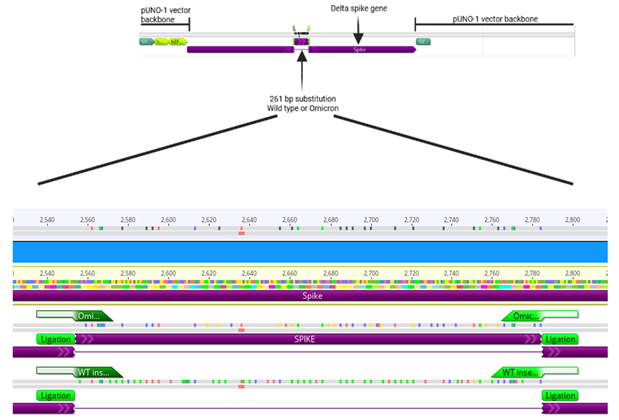 pUNO-1 vector
backbone
Delta spike gene
pUNO-1 vector backbone
Spike
261 bp substitution
Wild type or Omicron
2,540 2,560 2,580 2,600 2,620 2,640 2,660 2,680 2,700 2,720 2,740 2,760 2,780 2,800
2,540 2,560 2,580 2,600 2,620 2,640 2,660 2,680 2,700 2,720 2,740 2,760 2,780 2,800
Spike
Omi... Omic...
Ligation SPIKE Ligation
WT ins... WT inse...
Ligation Ligation